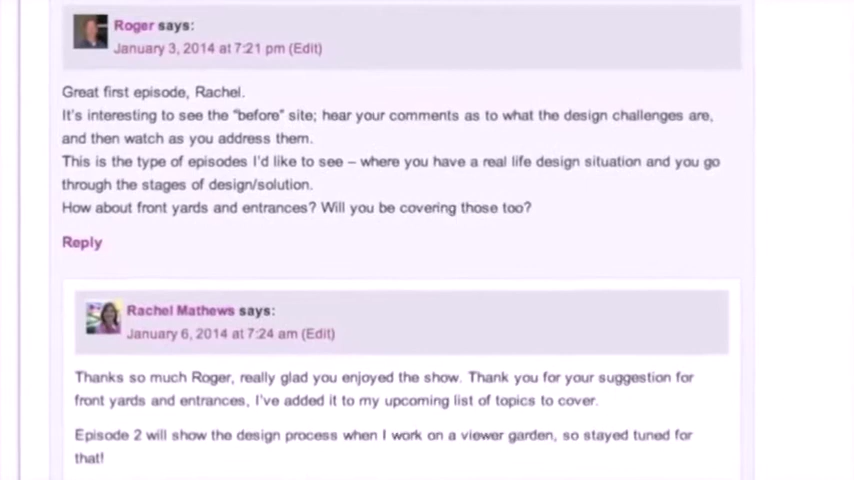 Roger says:
January 3, 2014 at 7:21 pm (Edit)
Great first episode, Rachel.
It's interesting to see the "before" site; hear your comments as to what the design challenges are,
and then watch as you address them.
This is the type of episodes I'd like to see – where you have a real life design situation and you go
through the stages of design/solution.
How about front yards and entrances? Will you be covering those too?
Reply
Rachel Mathews says:
January 6, 2014 at 7:24 am (Edit)
Thanks so much Roger, really glad you enjoyed the show. Thank you for your suggestion for
front yards and entrances, I've added it to my upcoming list of topics to cover.
Episode 2 will show the design process when I work on a viewer garden, so stayed tuned for
that!